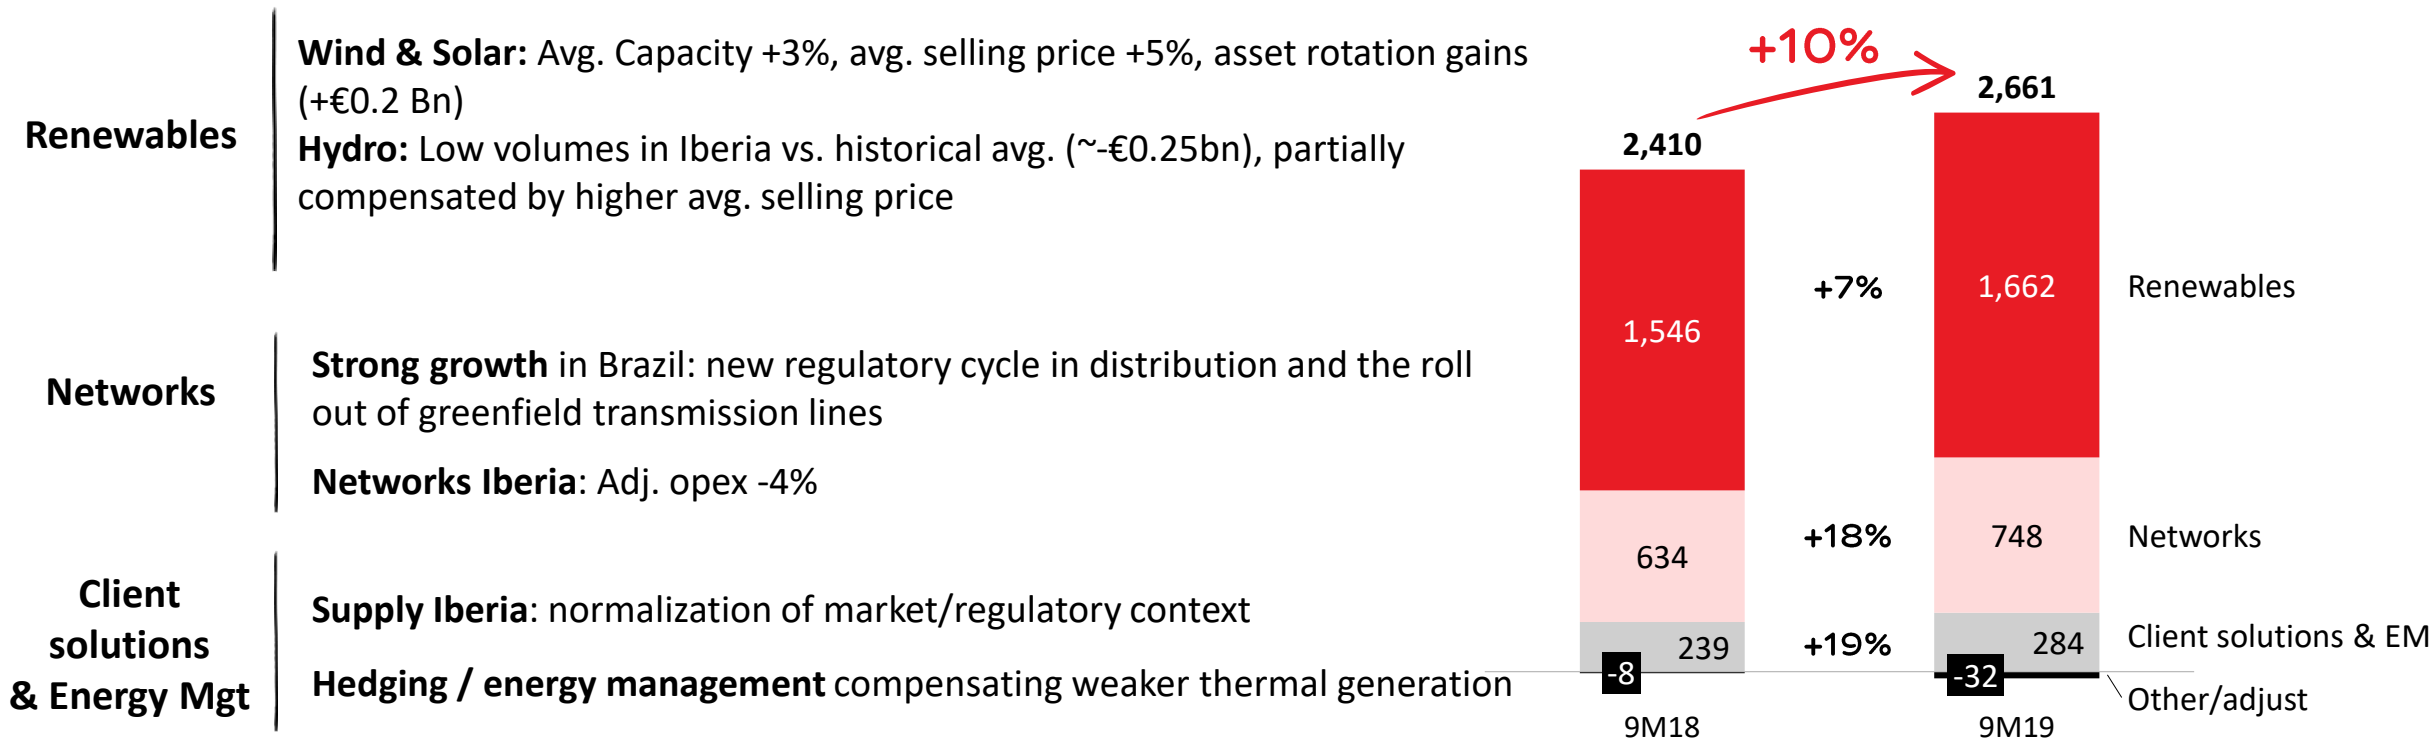 Renewables
Wind & Solar: Avg. Capacity +3%, avg. selling price +5%, asset rotation gains
(+€0.2 Bn)
Hydro: Low volumes in Iberia vs. historical avg. (~-€0.25bn), partially
compensated by higher avg. selling price
Networks
Strong growth in Brazil: new regulatory cycle in distribution and the roll
out of greenfield transmission lines
Networks Iberia: Adj. opex -4%
Client
solutions
& Energy Mgt
Supply Iberia: normalization of market/regulatory context
Hedging / energy management compensating weaker thermal generation
+10%
2,410
2,661
1,546
+7%
1,662
Renewables
634
+18%
748
Networks
239
+19%
284
Client solutions & EM
-8
-32
Other/adjust
9M18
9M19